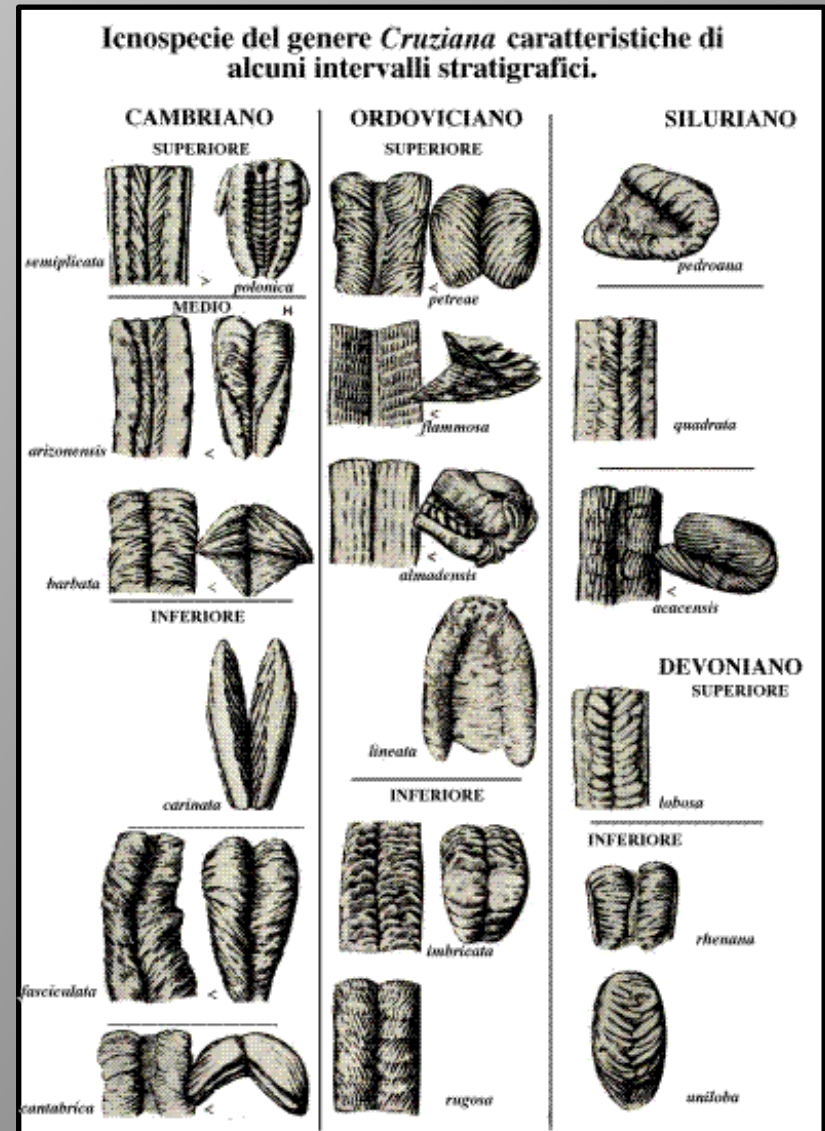 Icnospecie del genere Cruziana caratteristiche di
alcuni intervalli stratigrafici.
CAMBRIANO
SUPERIORE
semiplicata
>
polonica
MEDIO
H
arizonensis
<
barbata
<
INFERIORE
carinata
fasciculata
<
cantabrica
<
ORDOVICIANO
SUPERIORE
<
petreae
<
flammosa
<
almadensis
lineata
INFERIORE
imbricata
rugosa
SILURIANO
pedroana
quadrata
<
acacensis
DEVONIANO
SUPERIORE
lobosa
INFERIORE
rhenana
uniloba